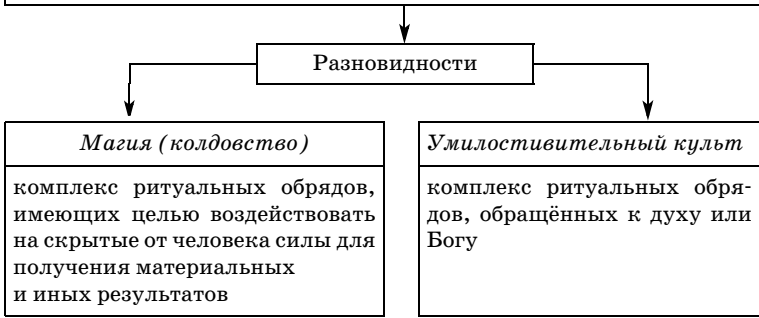 Разновидности
Магия (колдовство)
комплекс ритуальных обрядов,
имеющих целью воздействовать
на скрытые от человека силы для
получения материальных
и иных результатов
Умилостивительный культ
комплекс ритуальных обря-
дов, обращённых к духу или
Богу